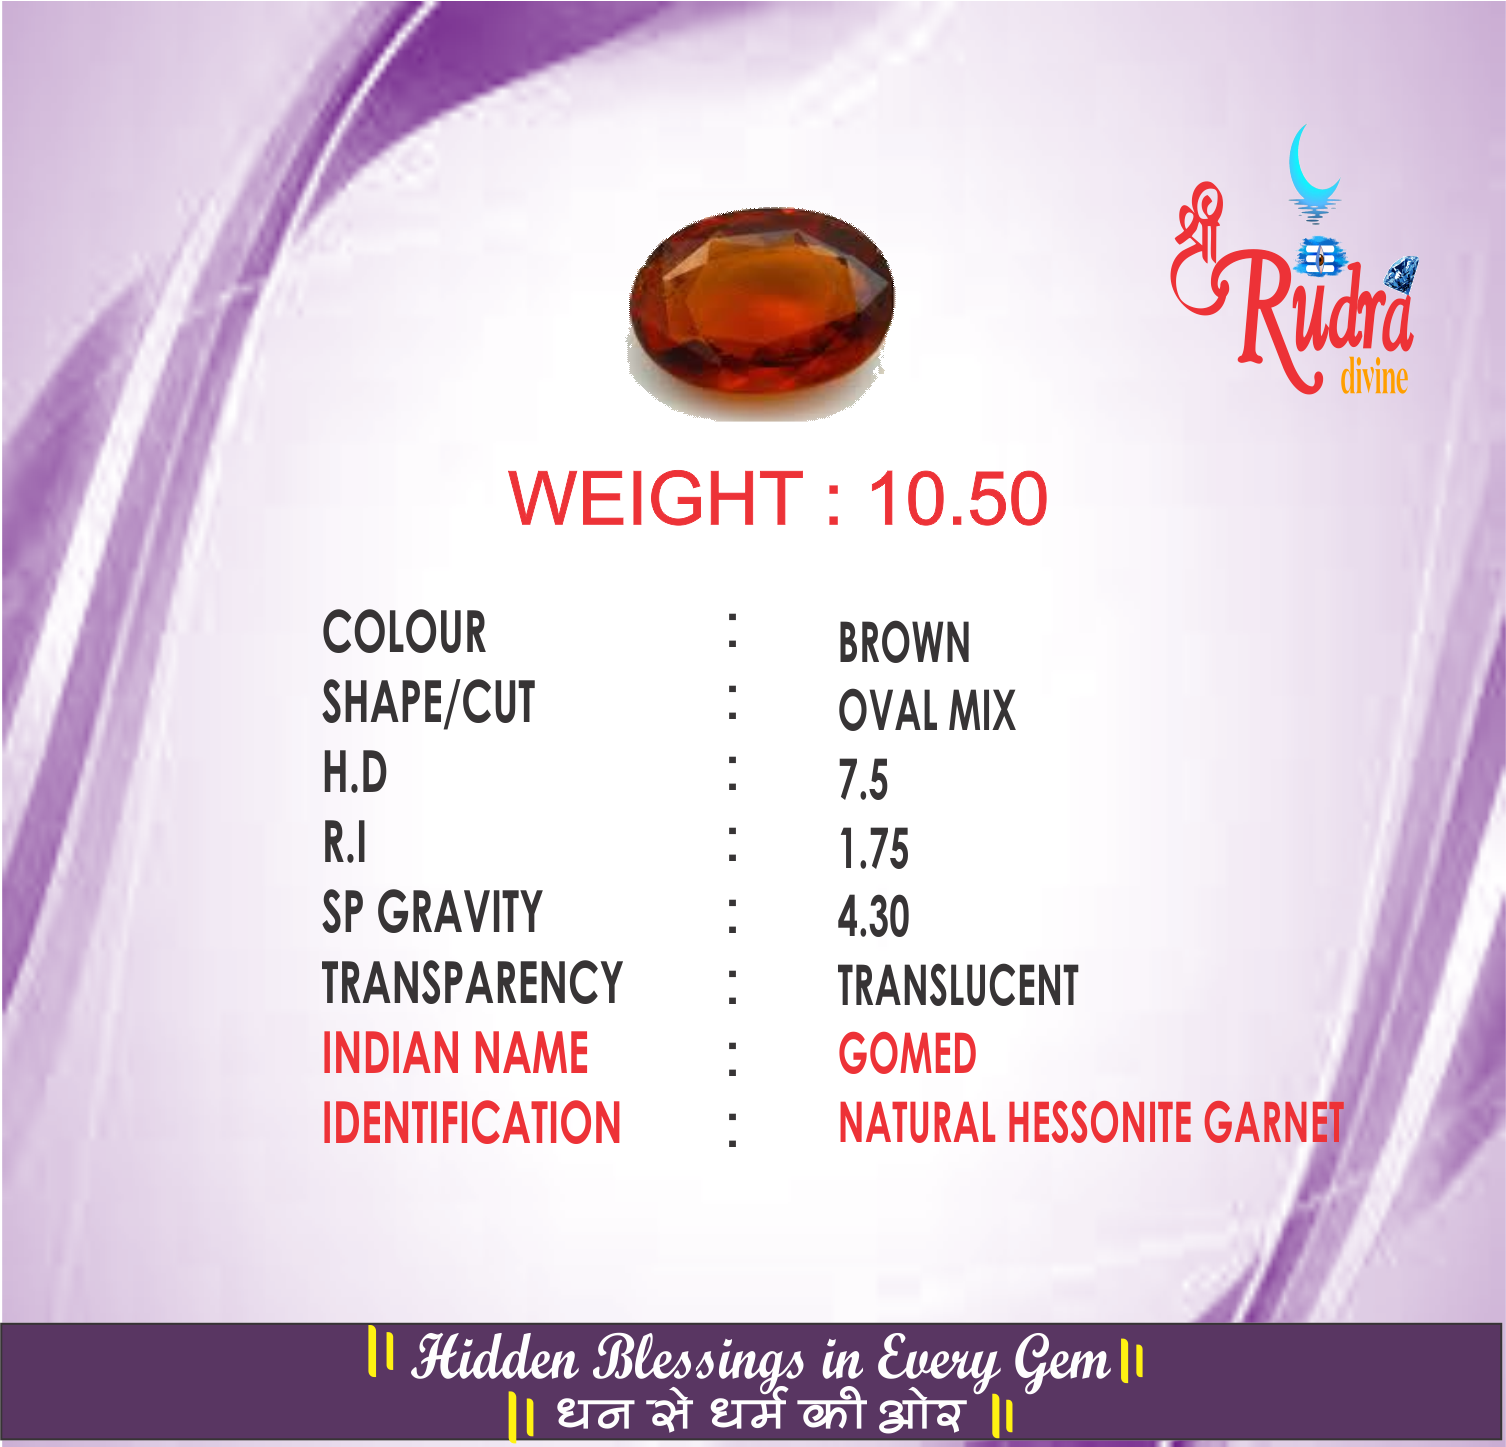 श्री
Rudra
divine
WEIGHT : 10.50
COLOUR : BROWN
SHAPE/CUT : OVAL MIX
H.D : 7.5
R.I : 1.75
SP GRAVITY : 4.30
TRANSPARENCY : TRANSLUCENT
INDIAN NAME : GOMED
IDENTIFICATION : NATURAL HESSONITE GARNET
|| Hidden Blessings in Every Gem ||
|| धन से धर्म की ओर ||